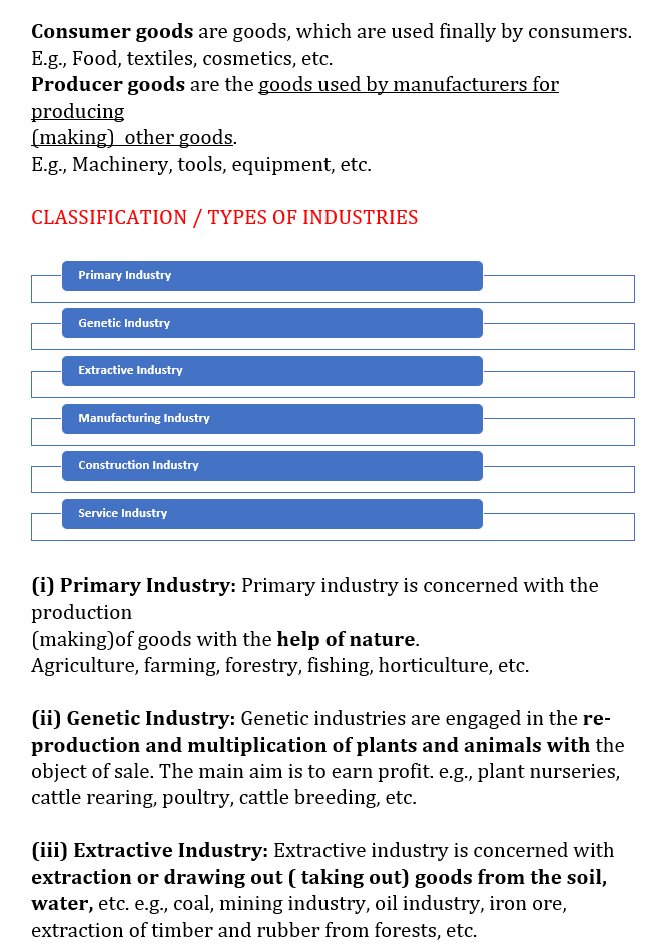 Consumer goods are goods, which are used finally by consumers.
E.g., Food, textiles, cosmetics, etc.
Producer goods are the goods used by manufacturers for
producing
(making)  other goods.
E.g., Machinery, tools, equipment, etc.
CLASSIFICATION / TYPES OF INDUSTRIES
Primary Industry
Genetic Industry
Extractive Industry
Manufacturing Industry
Construction Industry
Service Industry
(i) Primary Industry: Primary industry is concerned with the
production
(making)of goods with the help of nature.
Agriculture, farming, forestry, fishing, horticulture, etc.
(ii) Genetic Industry: Genetic industries are engaged in the re-
production and multiplication of plants and animals with the
object of sale. The main aim is to earn profit. e.g., plant nurseries,
cattle rearing, poultry, cattle breeding, etc.
(iii) Extractive Industry: Extractive industry is concerned with
extraction or drawing out ( taking out) goods from the soil,
water, etc. e.g., coal, mining industry, oil industry, iron ore,
extraction of timber and rubber from forests, etc.